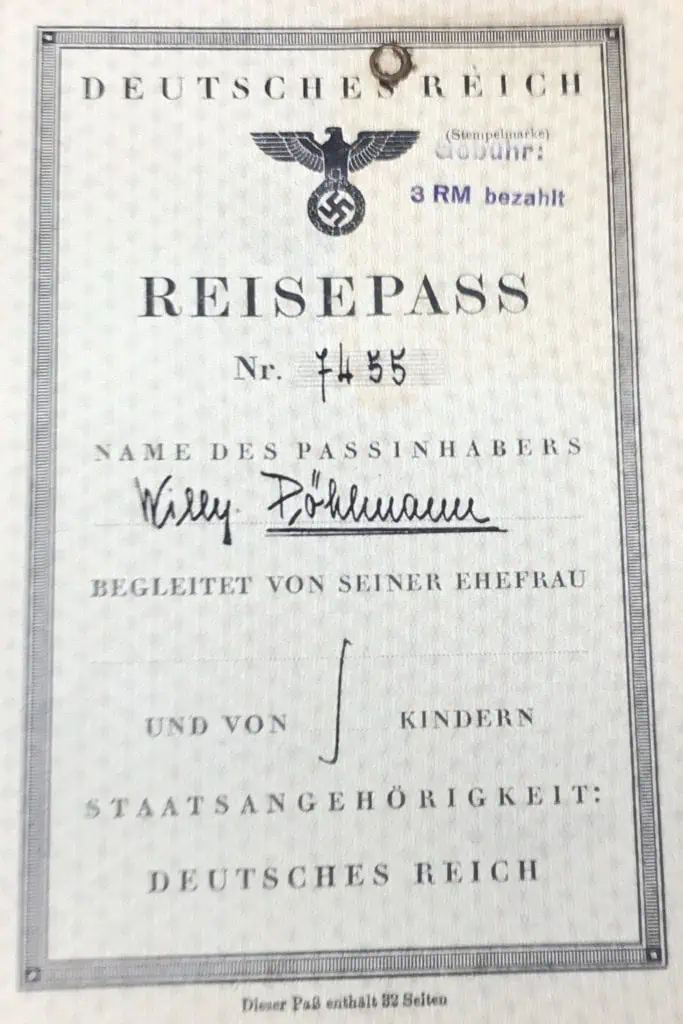 DEUTSCHES REICH
(Stempelmarke)
Gebühr:
3 RM bezahlt
REISEPASS
Nr. 7455
NAME DES PASSINHABERS
Willy Pöhlmann
BEGLEITET VON SEINER EHEFRAU
UND VON KINDERN
STAATSANGEHÖRIGKEIT:
DEUTSCHES REICH
Dieser Paß enthält 32 Seiten